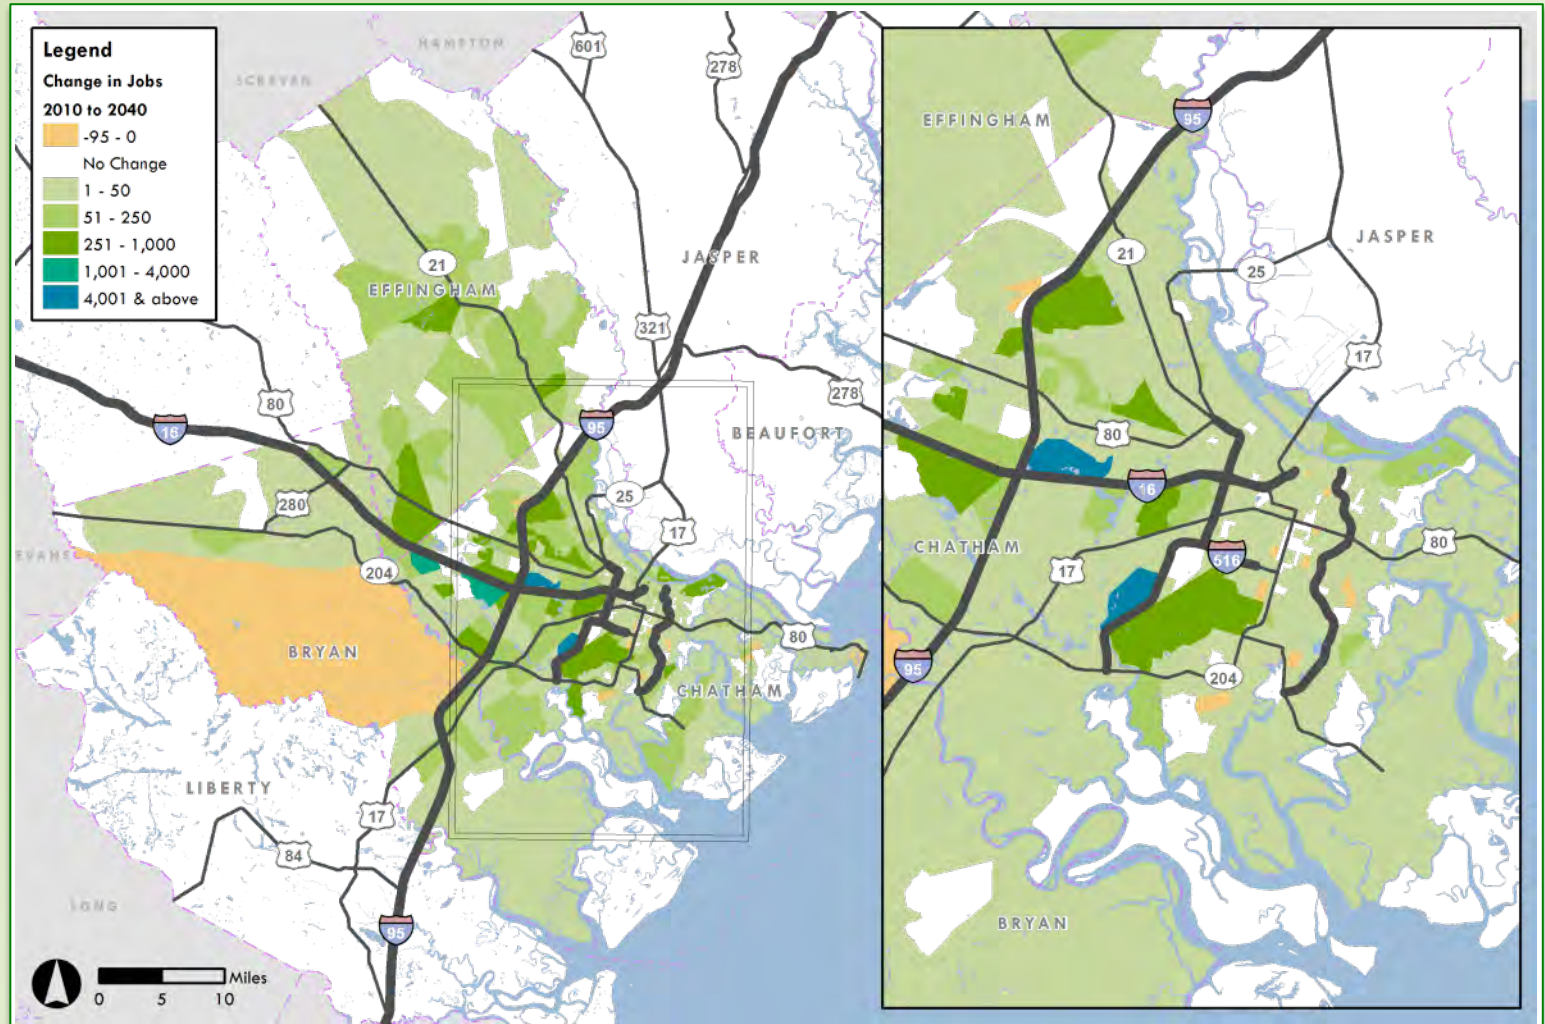 Legend
Change in Jobs
2010 to 2040
-95 - 0
No Change
1 - 50
51 - 250
251 - 1,000
1,001 - 4,000
4,001 & above
HAMPTON
SCREVEN
601
278
21
EFFINGHAM
JASPER
321
80
16
95
278
BEAUFORT
280
25
17
EVANS
204
BRYAN
80
CHATHAM
LIBERTY
17
84
LONG
95
Miles
0 5 10
EFFINGHAM
95
21
JASPER
25
17
80
16
CHATHAM
17
516
80
95
204
BRYAN